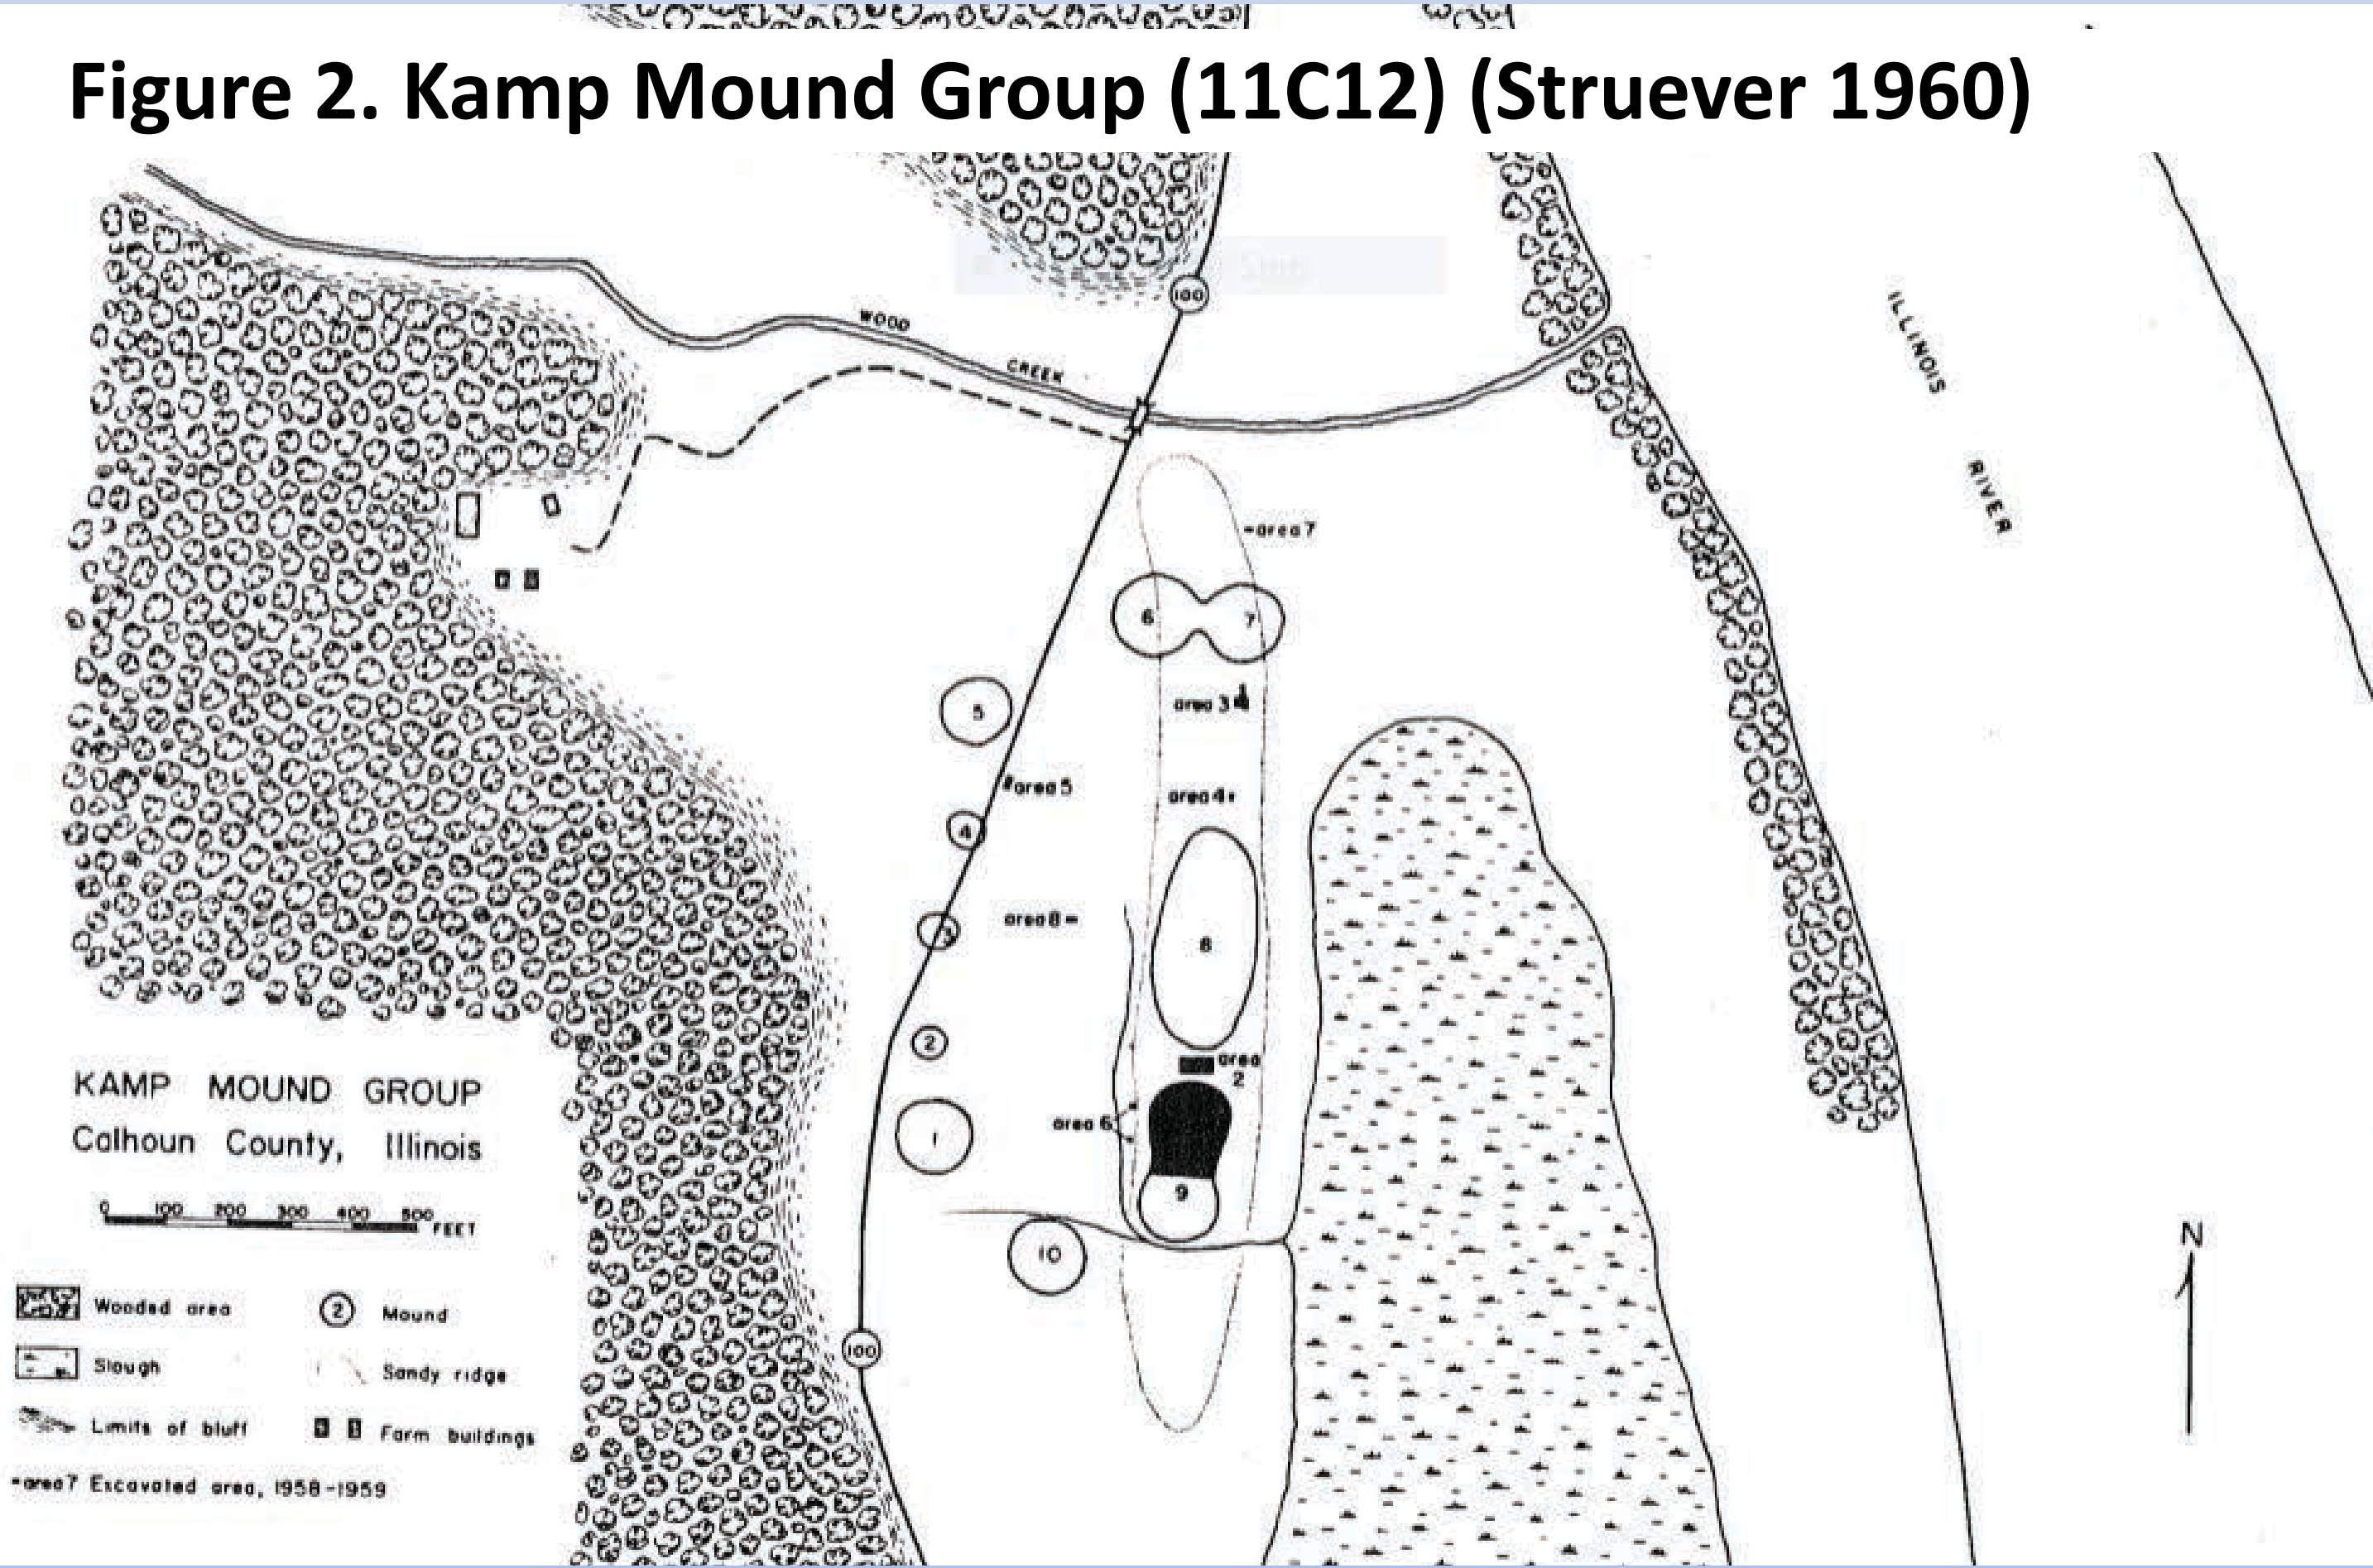 Figure 2. Kamp Mound Group (11C12) (Struever 1960)
100
WOOD
CREEK
ILLINOIS
RIVER
area 7
6
7
5
area 3
area 5
area 4
4
area 8
3
8
2
area
2
1
area 6
9
10
100
KAMP MOUND GROUP
Calhoun County, Illinois
0 100 200 300 400 500
FEET
N
Wooded area
2 Mound
Slough
Sandy ridge
Limits of bluff
Farm buildings
area 7 Excavated area, 1958-1959